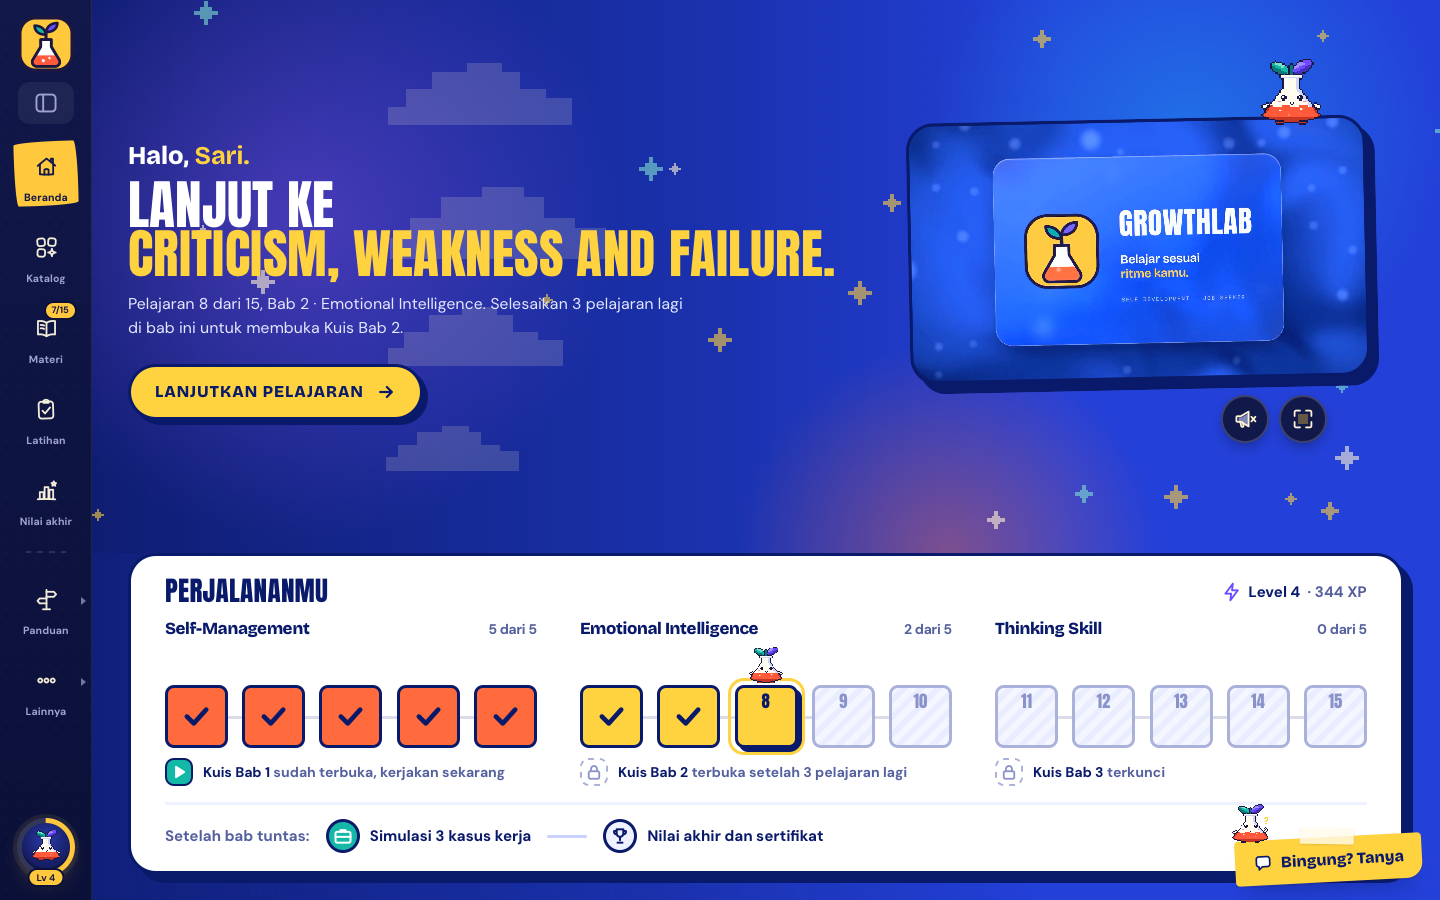 Beranda
Katalog
7/15
Materi
Latihan
Nilai akhir
Panduan
Lainnya
Lv 4
Halo, Sari.
LANJUT KE
CRITICISM, WEAKNESS AND FAILURE.
Pelajaran 8 dari 15, Bab 2 · Emotional Intelligence. Selesaikan 3 pelajaran lagi
di bab ini untuk membuka Kuis Bab 2.
LANJUTKAN PELAJARAN
GROWTHLAB
Belajar sesuai
ritme kamu.
SELF DEVELOPMENT · JOB SEEKER
PERJALANANMU
Level 4 · 344 XP
Self-Management 5 dari 5
Emotional Intelligence 2 dari 5
Thinking Skill 0 dari 5
8 9 10
11 12 13 14 15
Kuis Bab 1 sudah terbuka, kerjakan sekarang
Kuis Bab 2 terbuka setelah 3 pelajaran lagi
Kuis Bab 3 terkunci
Setelah bab tuntas: Simulasi 3 kasus kerja Nilai akhir dan sertifikat
Bingung? Tanya